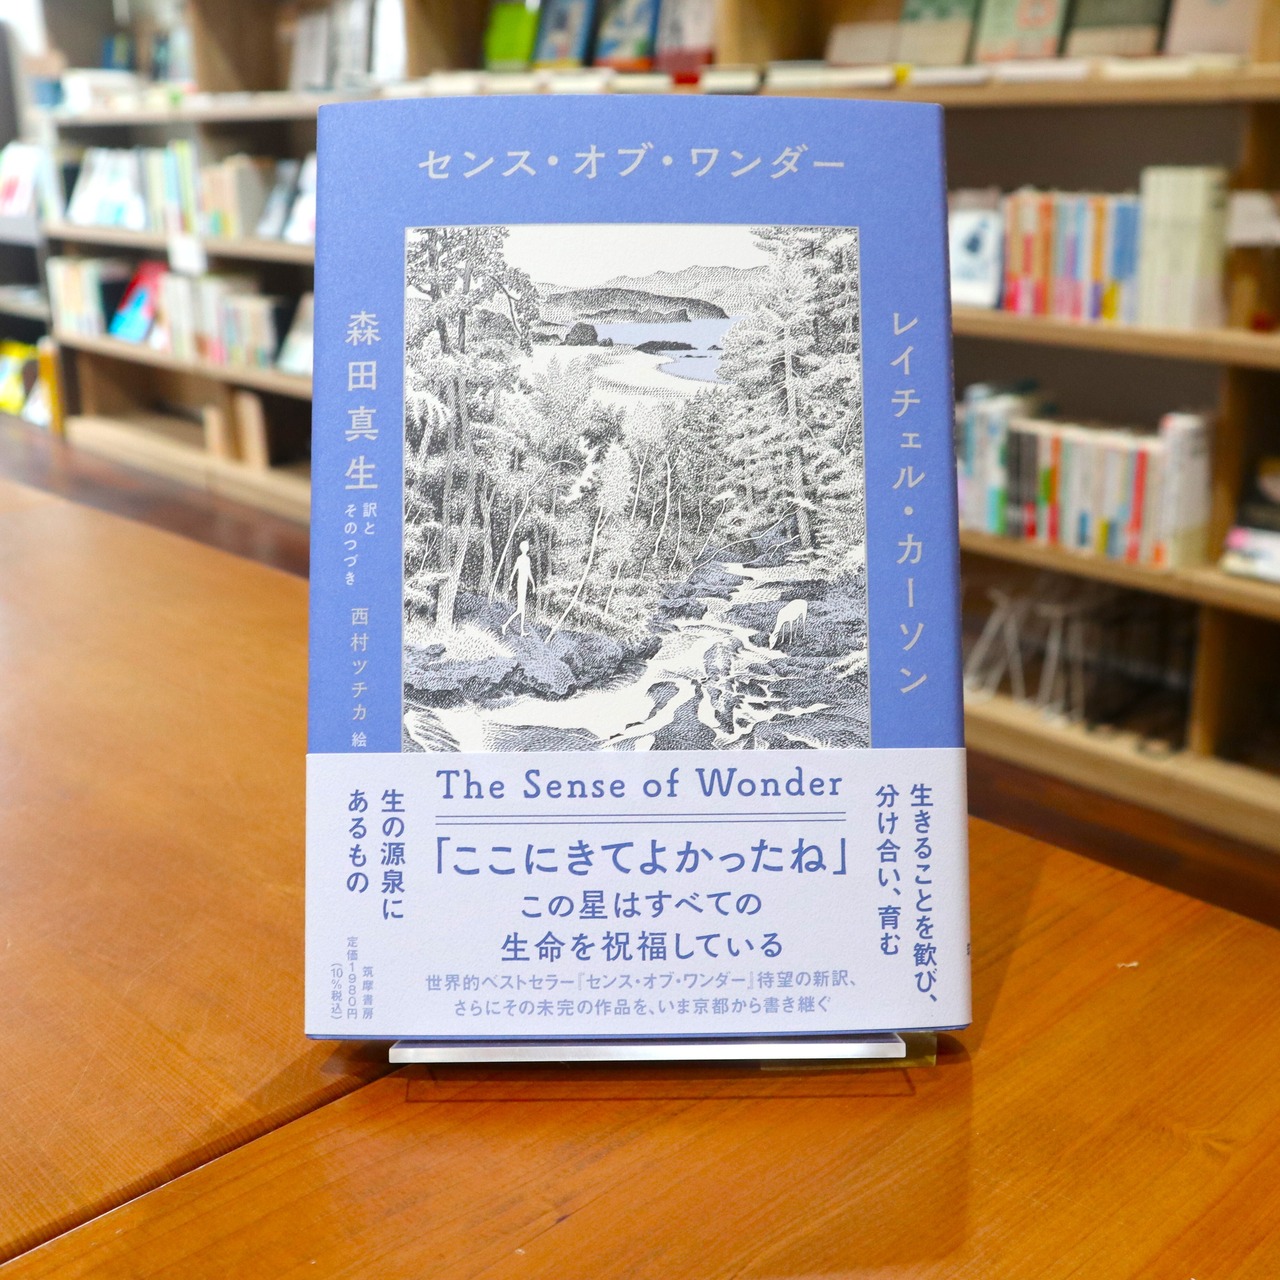 センス・オブ・ワンダー
レイチェル・カーソン
森田真生
訳と
そのつづき
西村ツチカ 絵
The Sense of Wonder
生きることを歓び、
分け合い、育む
「ここにきてよかったね」
この星はすべての
生命を祝福している
世界的ベストセラー『センス・オブ・ワンダー』待望の新訳、
さらにその未完の作品を、いま京都から書き継ぐ
生の源泉に
あるもの
筑摩書房
定価1980円
(10%税込)